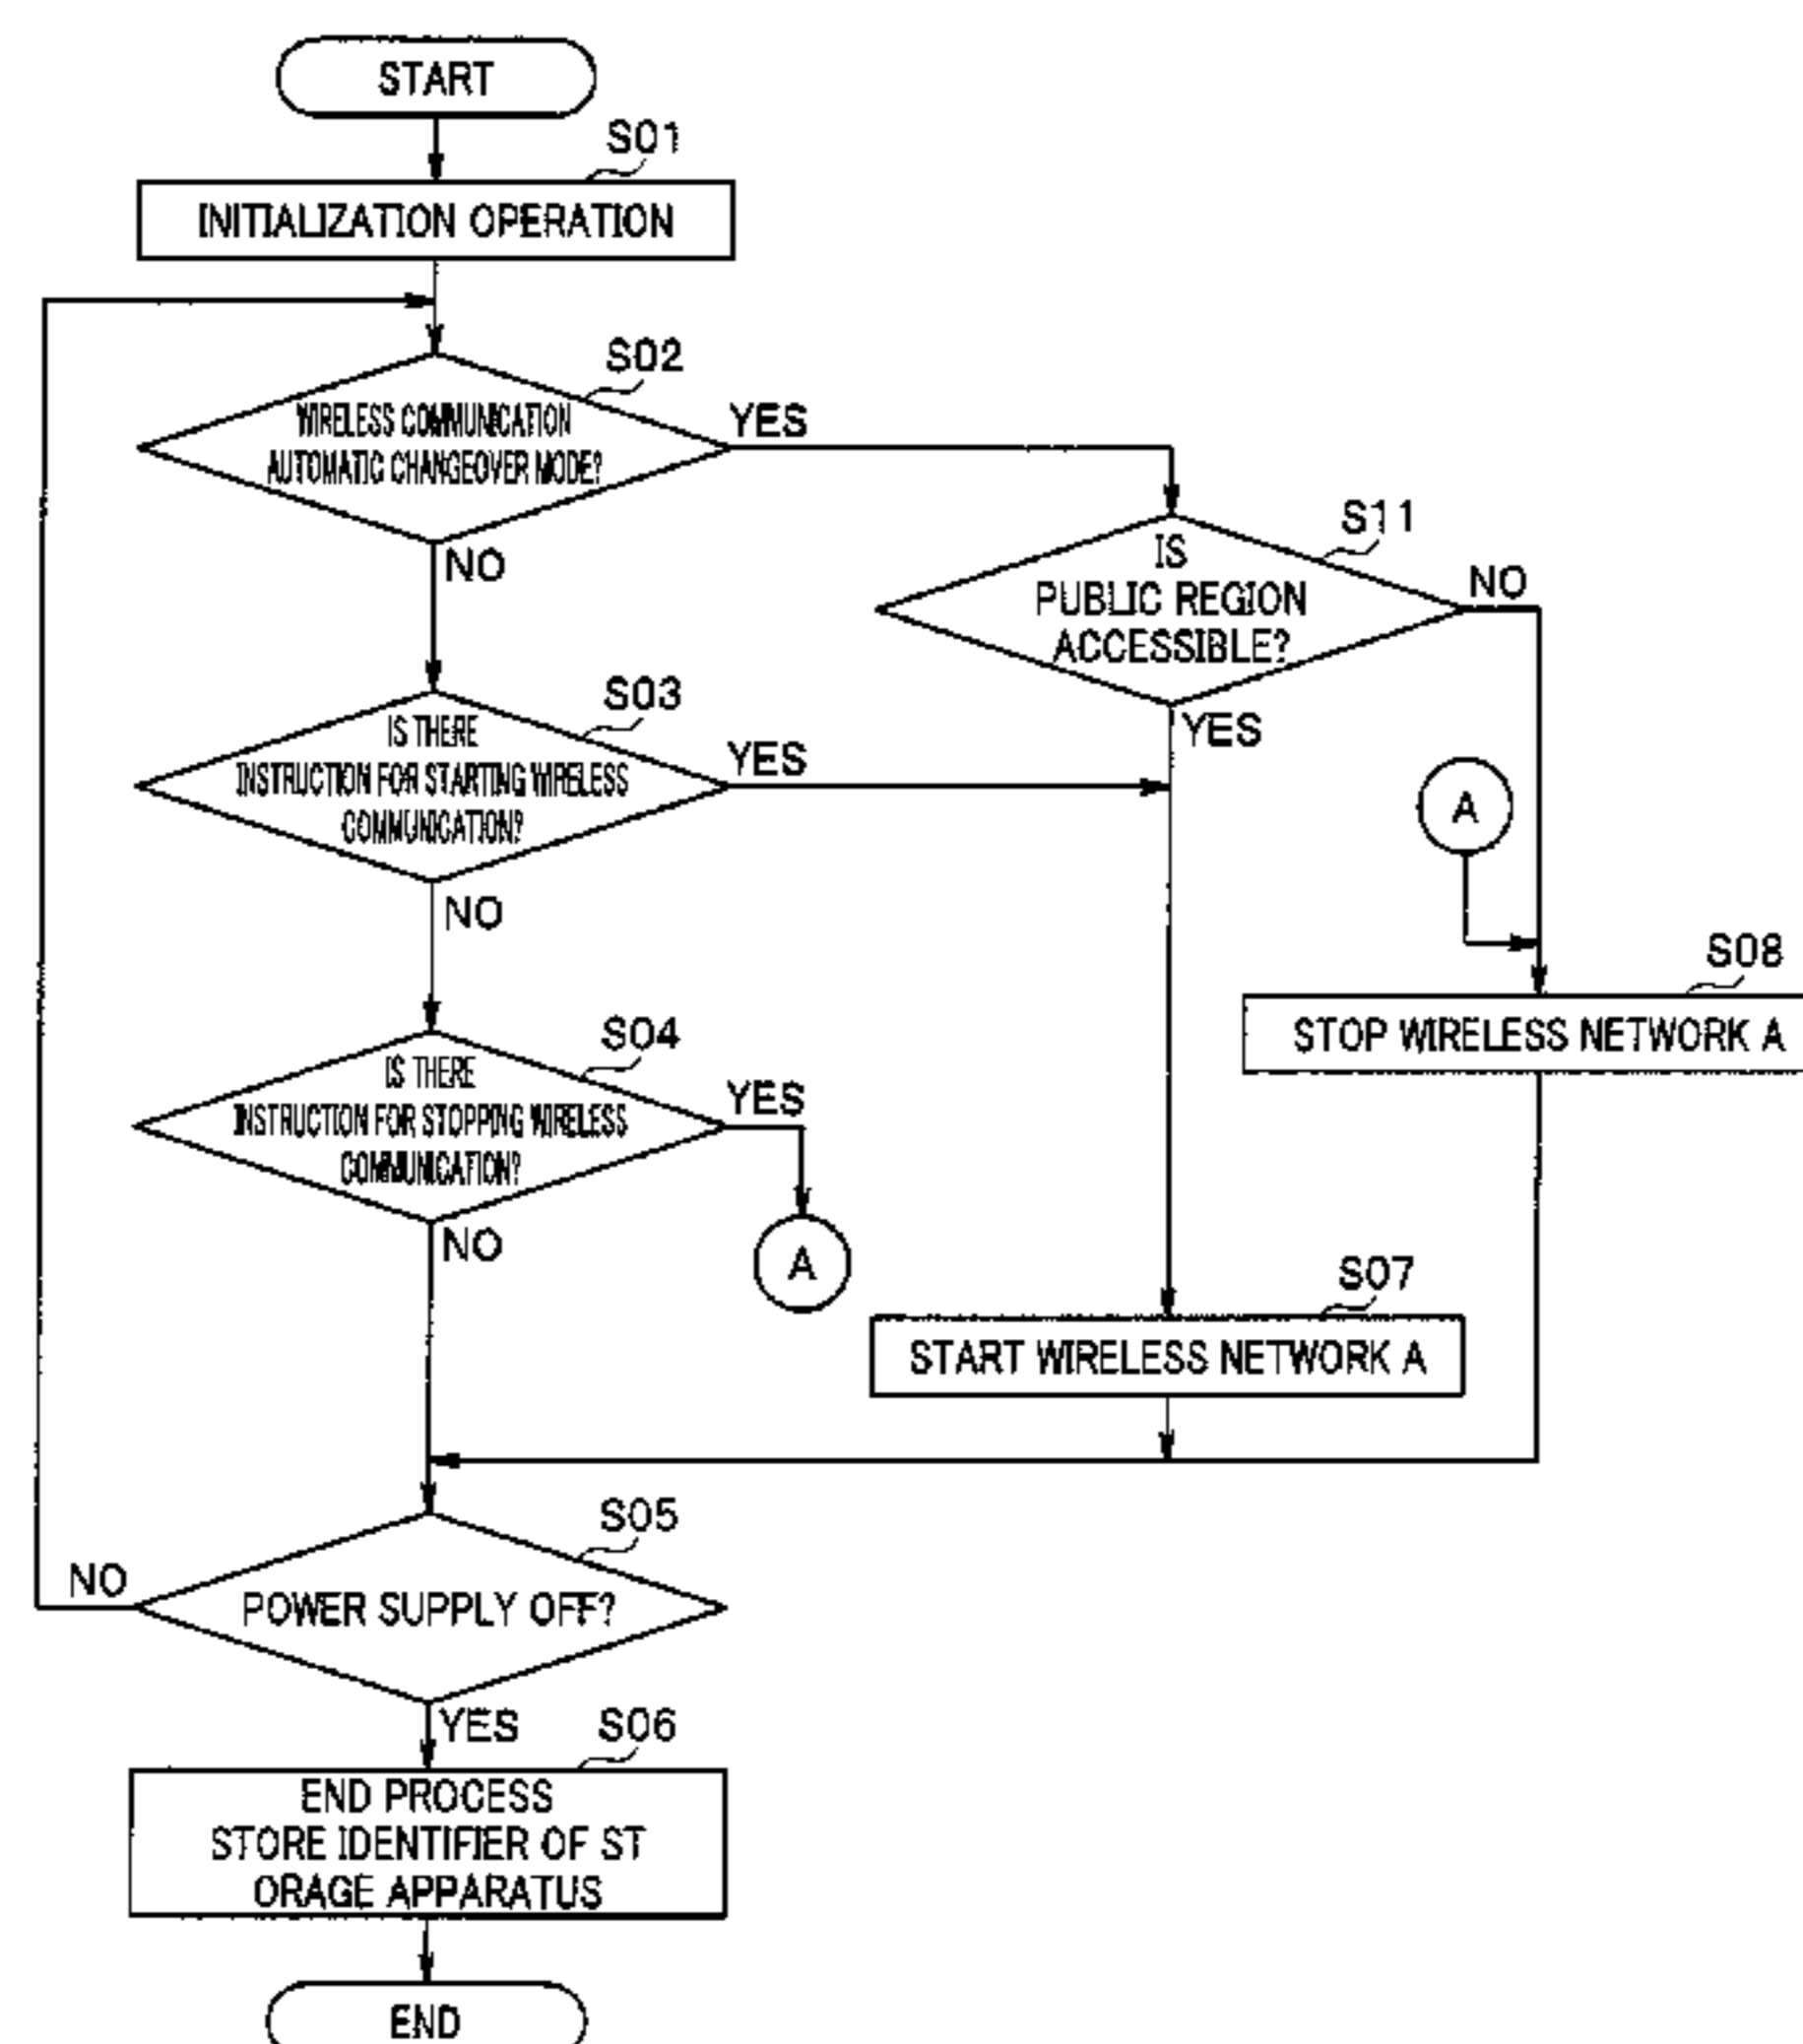 START
S01
INITIALIZATION OPERATION
S02
WIRELESS COMMUNICATION
AUTOMATIC CHANGEOVER MODE?
YES
NO
S11
IS
PUBLIC REGION
ACCESSIBLE?
NO
YES
S03
IS THERE
INSTRUCTION FOR STARTING WIRELESS
COMMUNICATION?
YES
NO
A
S08
STOP WIRELESS NETWORK A
S04
IS THERE
INSTRUCTION FOR STOPPING WIRELESS
COMMUNICATION?
YES
NO
A
S07
START WIRELESS NETWORK A
S05
POWER SUPPLY OFF?
NO
YES
S06
END PROCESS
STORE IDENTIFIER OF ST
ORAGE APPARATUS
END